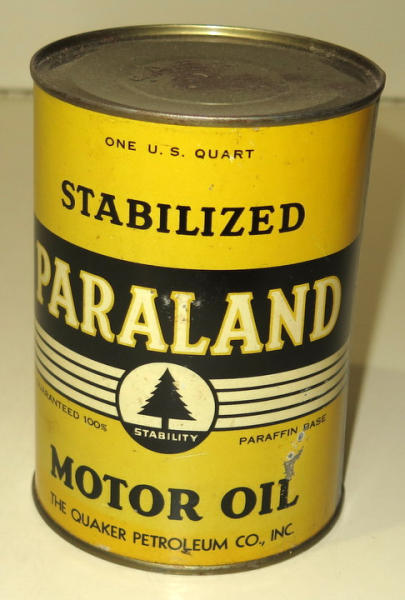 ONE U.S. QUART
STABILIZED
PARALAND
GUARANTEED 100%
STABILITY
PARAFFIN BASE
MOTOR OIL
THE QUAKER PETROLEUM CO., INC.